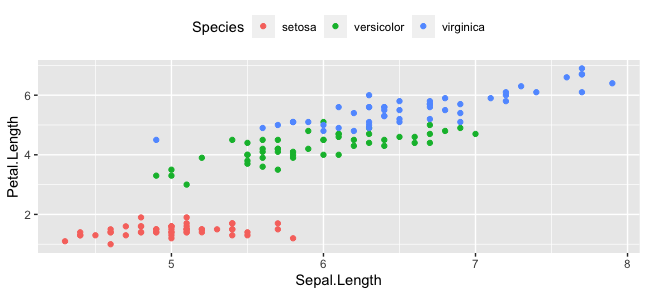 Species setosa versicolor virginica
6
4
2
Petal.Length
5 6 7 8
Sepal.Length